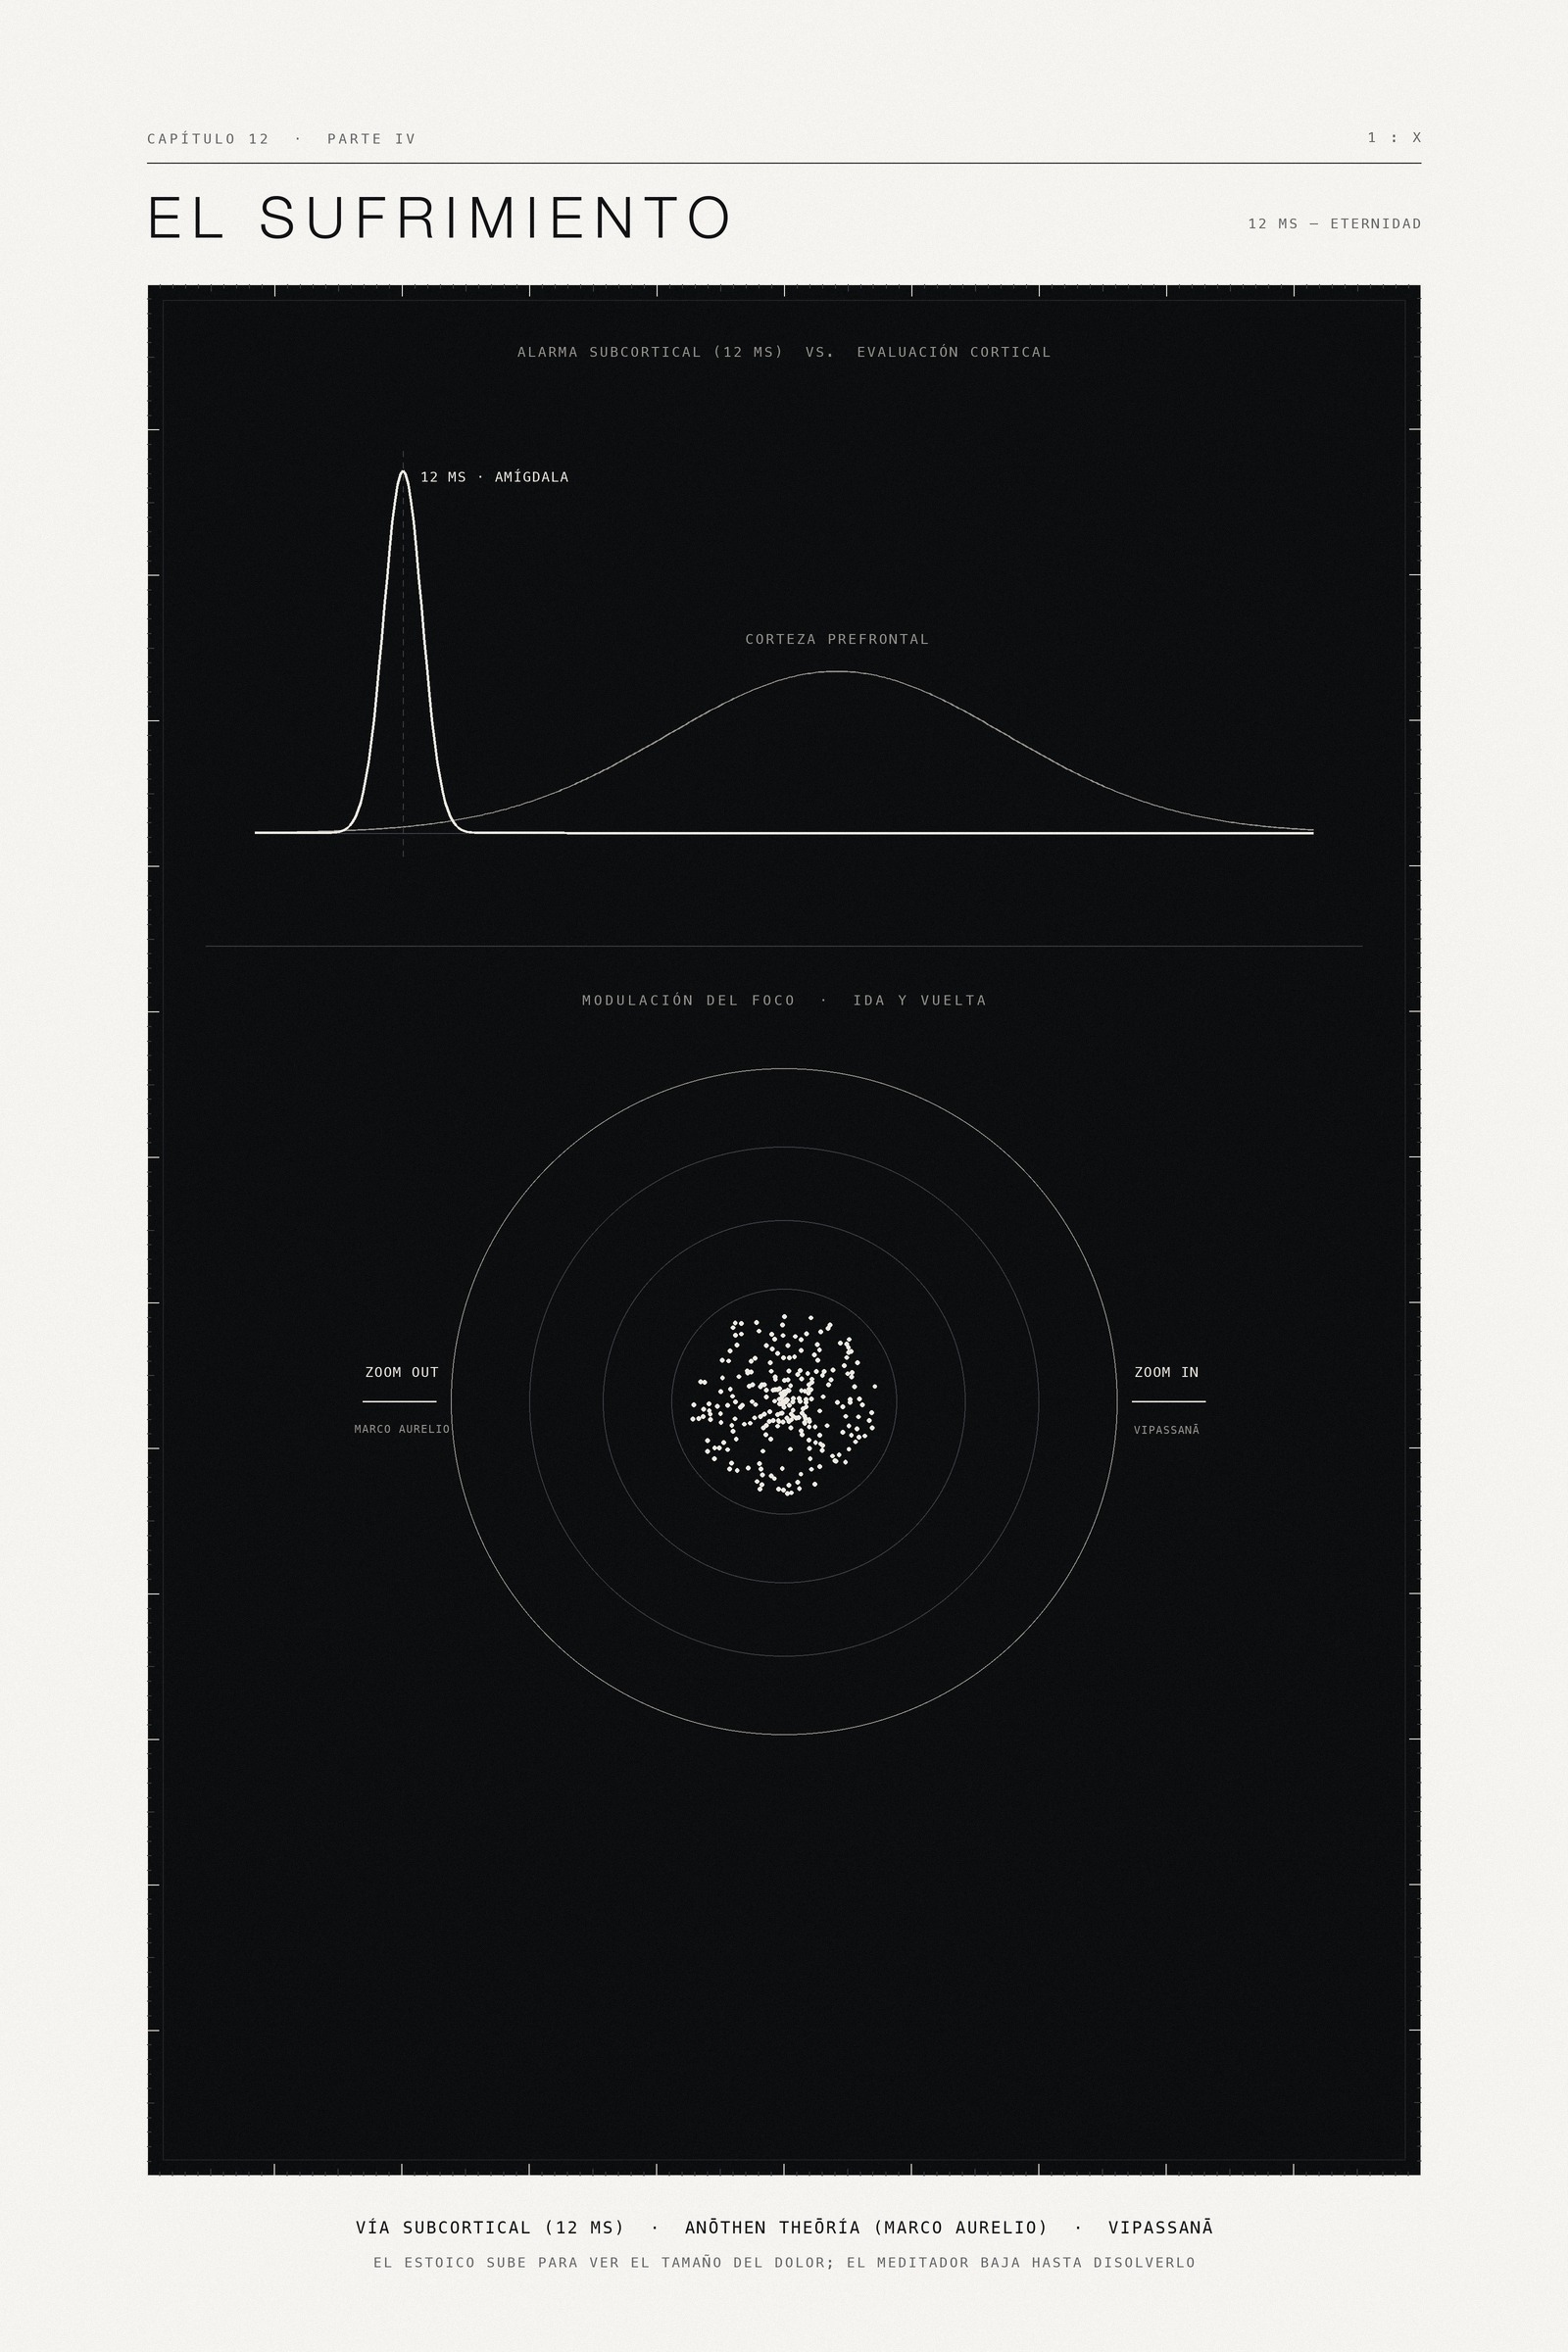 CAPÍTULO 12 · PARTE IV
1 : X
EL SUFRIMIENTO
12 MS — ETERNIDAD
ALARMA SUBCORTICAL (12 MS) VS. EVALUACIÓN CORTICAL
12 MS · AMÍGDALA
CORTEZA PREFRONTAL
MODULACIÓN DEL FOCO · IDA Y VUELTA
ZOOM OUT
MARCO AURELIO
ZOOM IN
VIPASSANĀ
VÍA SUBCORTICAL (12 MS) · ANŌTHEN THEŌRÍA (MARCO AURELIO) · VIPASSANĀ
EL ESTOICO SUBE PARA VER EL TAMAÑO DEL DOLOR; EL MEDITADOR BAJA HASTA DISOLVERLO